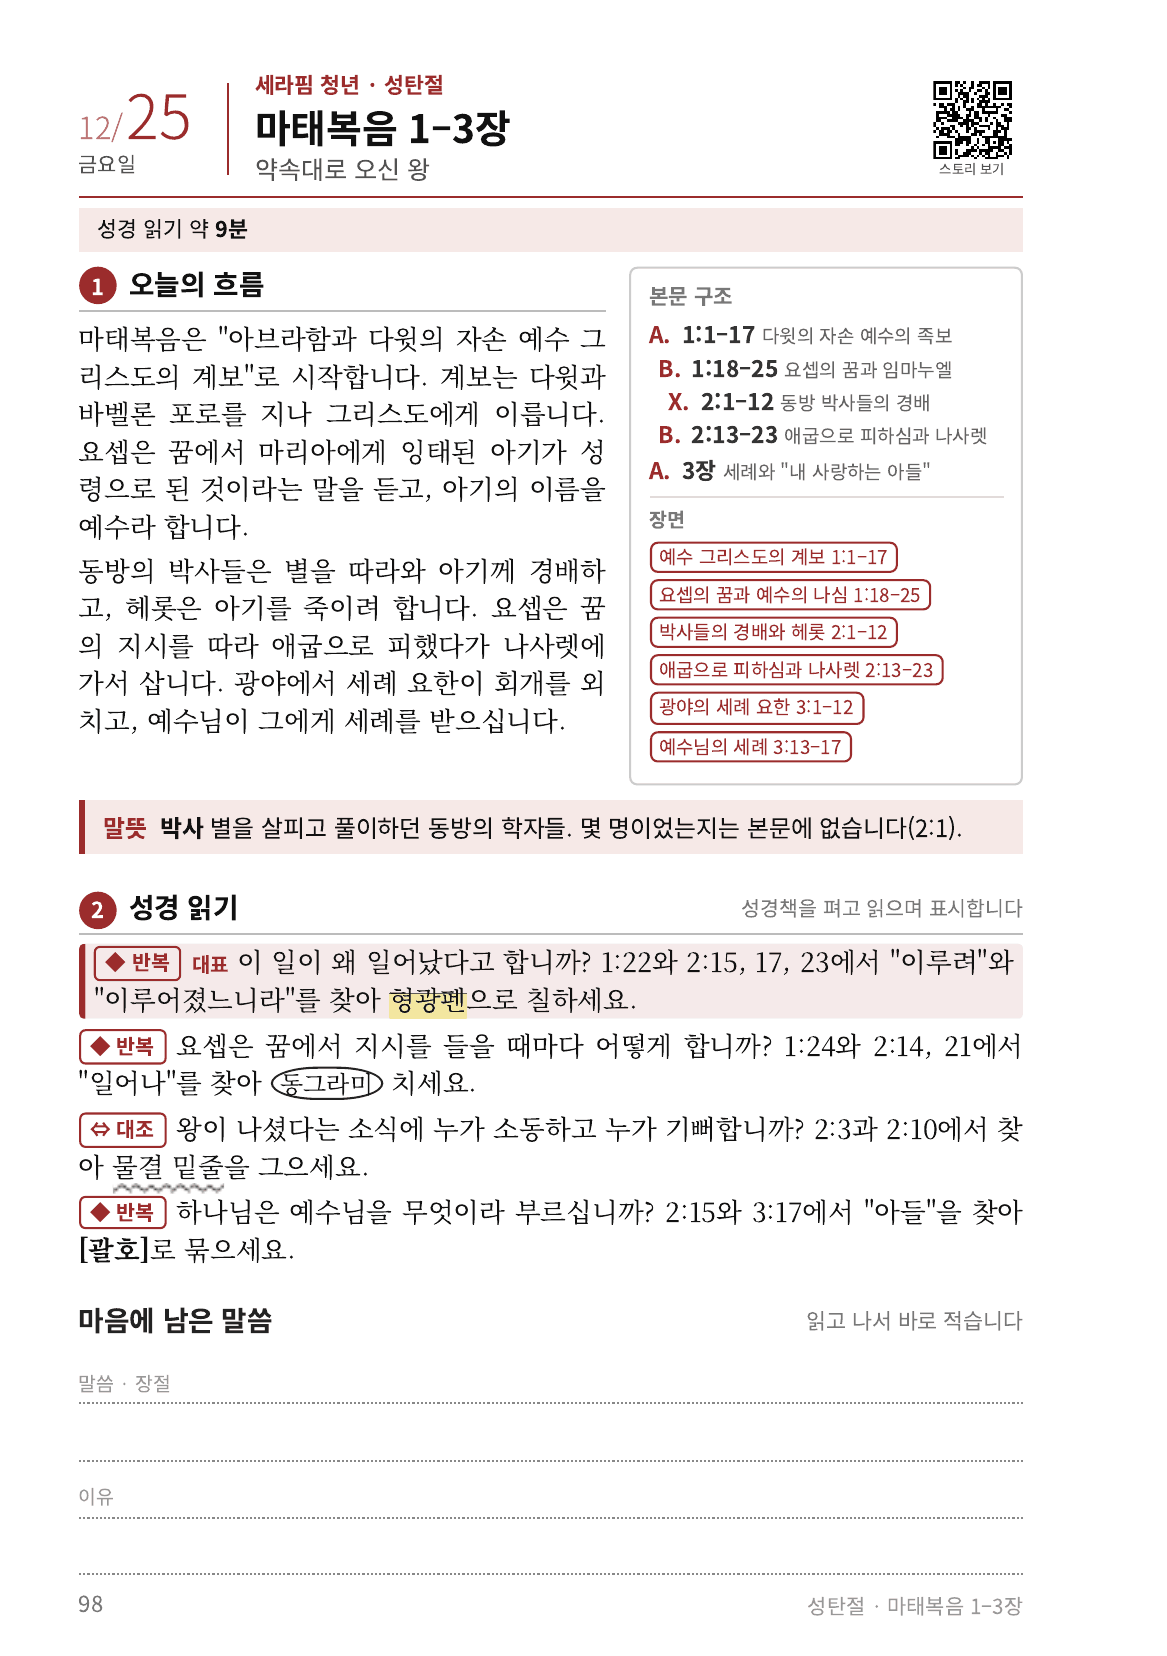 12/25
금요일
세라핌 청년 · 성탄절
마태복음 1–3장
약속대로 오신 왕
스토리 보기
성경 읽기 약 9분
1 오늘의 흐름
마태복음은 "아브라함과 다윗의 자손 예수 그
리스도의 계보"로 시작합니다. 계보는 다윗과
바벨론 포로를 지나 그리스도에게 이릅니다.
요셉은 꿈에서 마리아에게 잉태된 아기가 성
령으로 된 것이라는 말을 듣고, 아기의 이름을
예수라 합니다.
동방의 박사들은 별을 따라와 아기께 경배하
고, 헤롯은 아기를 죽이려 합니다. 요셉은 꿈
의 지시를 따라 애굽으로 피했다가 나사렛에
가서 삽니다. 광야에서 세례 요한이 회개를 외
치고, 예수님이 그에게 세례를 받으십니다.
본문 구조
A. 1:1–17 다윗의 자손 예수의 족보
B. 1:18–25 요셉의 꿈과 임마누엘
X. 2:1–12 동방 박사들의 경배
B. 2:13–23 애굽으로 피하심과 나사렛
A. 3장 세례와 "내 사랑하는 아들"
장면
예수 그리스도의 계보 1:1–17
요셉의 꿈과 예수의 나심 1:18–25
박사들의 경배와 헤롯 2:1–12
애굽으로 피하심과 나사렛 2:13–23
광야의 세례 요한 3:1–12
예수님의 세례 3:13–17
말뜻 박사 별을 살피고 풀이하던 동방의 학자들. 몇 명이었는지는 본문에 없습니다(2:1).
2 성경 읽기
성경책을 펴고 읽으며 표시합니다
◆ 반복 대표 이 일이 왜 일어났다고 합니까? 1:22와 2:15, 17, 23에서 "이루려"와
"이루어졌느니라"를 찾아 형광펜으로 칠하세요.
◆ 반복 요셉은 꿈에서 지시를 들을 때마다 어떻게 합니까? 1:24와 2:14, 21에서
"일어나"를 찾아 동그라미 치세요.
⇔ 대조 왕이 나셨다는 소식에 누가 소동하고 누가 기뻐합니까? 2:3과 2:10에서 찾
아 물결 밑줄을 그으세요.
◆ 반복 하나님은 예수님을 무엇이라 부르십니까? 2:15와 3:17에서 "아들"을 찾아
[괄호]로 묶으세요.
마음에 남은 말씀
읽고 나서 바로 적습니다
말씀 · 장절
이유
98
성탄절 · 마태복음 1–3장